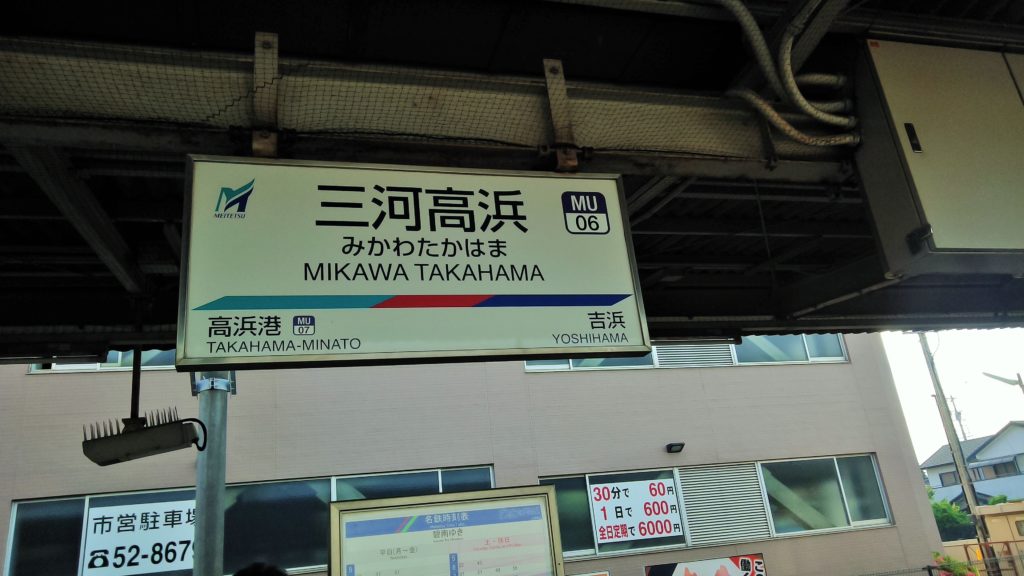 MEITETSU
三河高浜
MU
06
みかわたかはま
MIKAWA TAKAHAMA
高浜港
MU
07
TAKAHAMA-MINATO
吉浜
YOSHIHAMA
市営駐車場
☎52-867
30分で 60円
1日で 600円
全日定期で6000円
名鉄時刻表
碧南ゆき
平日(月~金)
土・休日